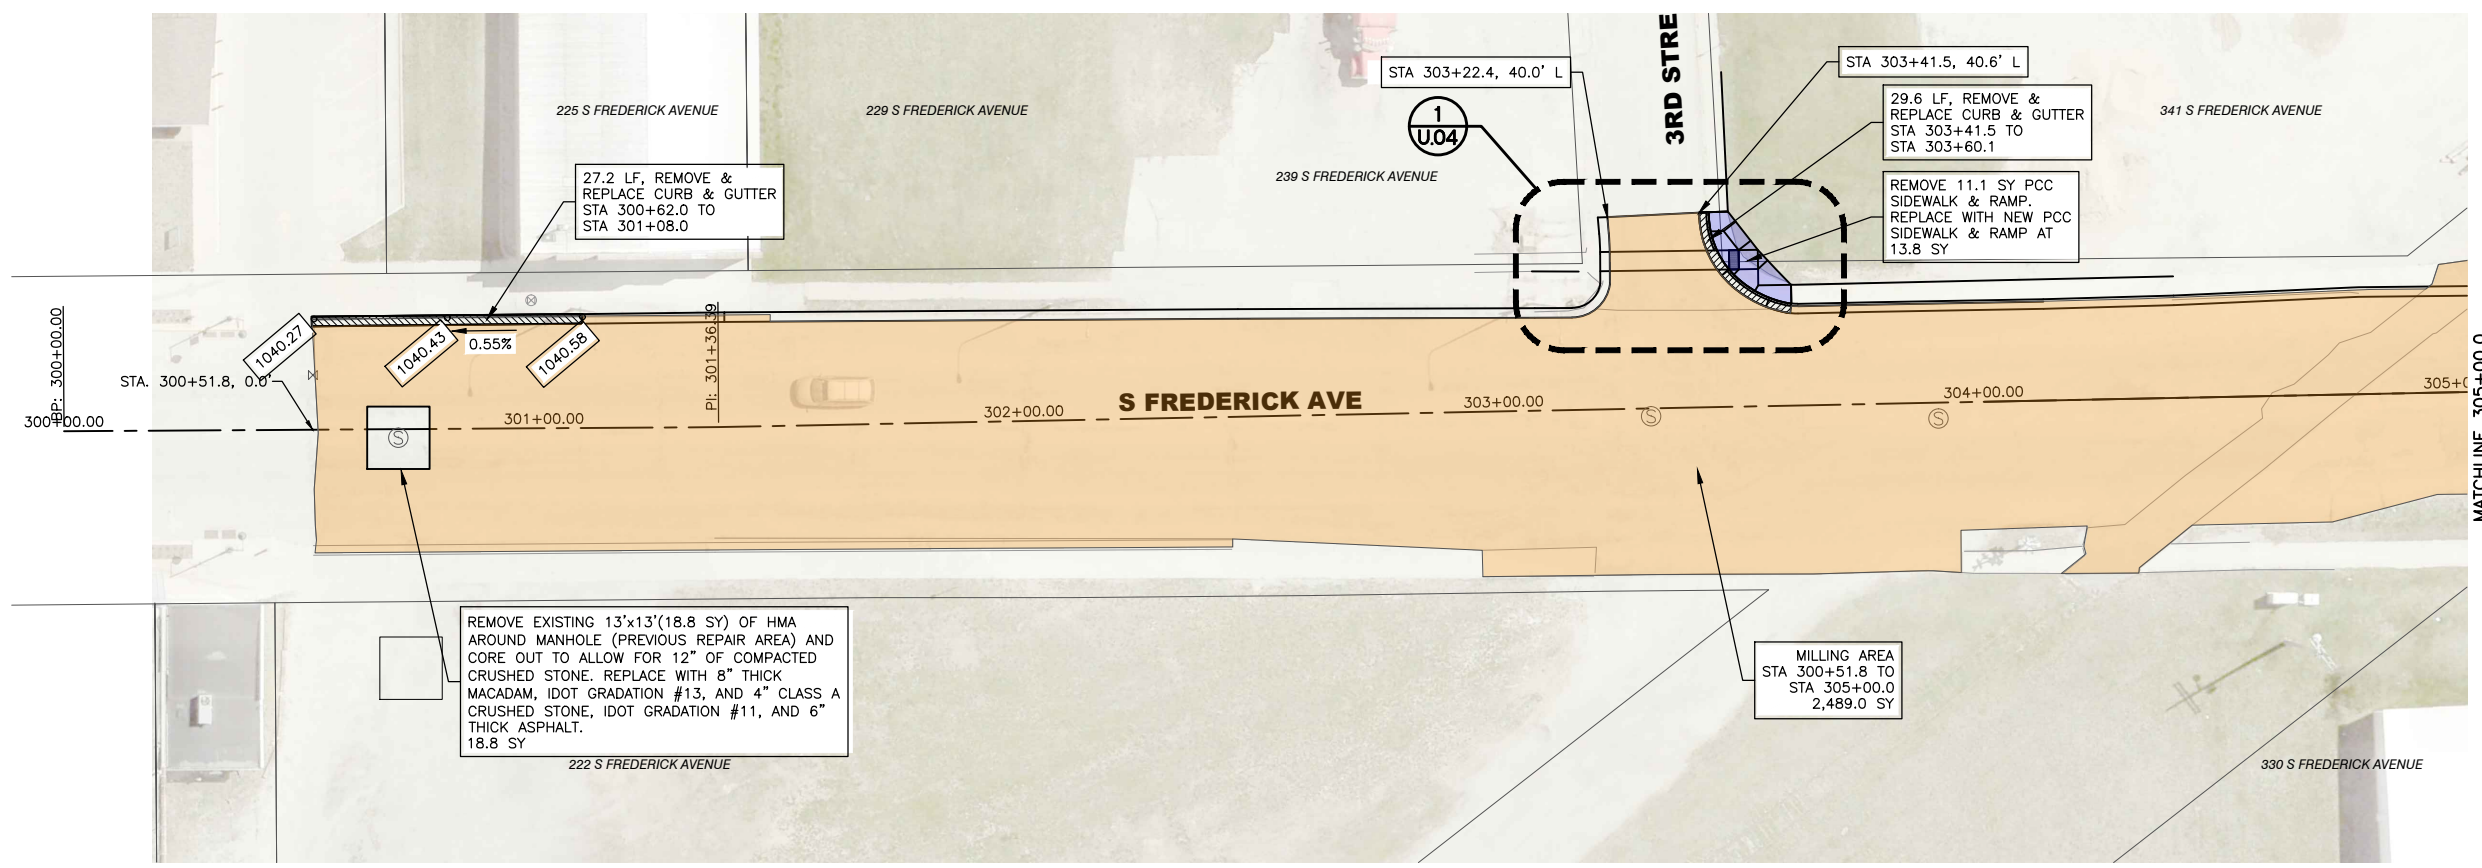 3RD STRE
STA 303+22.4, 40.0' L
STA 303+41.5, 40.6' L
1
U.04
29.6 LF, REMOVE &
REPLACE CURB & GUTTER
STA 303+41.5 TO
STA 303+60.1
225 S FREDERICK AVENUE
229 S FREDERICK AVENUE
341 S FREDERICK AVENUE
239 S FREDERICK AVENUE
27.2 LF, REMOVE &
REPLACE CURB & GUTTER
STA 300+62.0 TO
STA 301+08.0
REMOVE 11.1 SY PCC
SIDEWALK & RAMP.
REPLACE WITH NEW PCC
SIDEWALK & RAMP AT
13.8 SY
BP: 300+00.00
1040.27
1040.43
0.55%
1040.58
PI: 301+36.39
STA. 300+51.8, 0.0'
300+00.00
301+00.00
302+00.00
S FREDERICK AVE
303+00.00
304+00.00
305+0
MATCHLINE 305+00.0
S
S
S
REMOVE EXISTING 13'x13'(18.8 SY) OF HMA
AROUND MANHOLE (PREVIOUS REPAIR AREA) AND
CORE OUT TO ALLOW FOR 12" OF COMPACTED
CRUSHED STONE. REPLACE WITH 8" THICK
MACADAM, IDOT GRADATION #13, AND 4" CLASS A
CRUSHED STONE, IDOT GRADATION #11, AND 6"
THICK ASPHALT.
18.8 SY
MILLING AREA
STA 300+51.8 TO
STA 305+00.0
2,489.0 SY
222 S FREDERICK AVENUE
330 S FREDERICK AVENUE